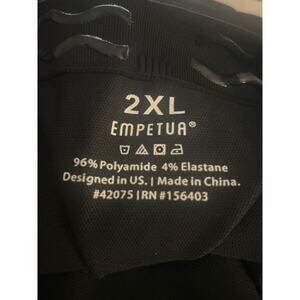 2XL
EMPETUA®
96% Polyamide 4% Elastane
Designed in US. | Made in China.
#42075 | RN #156403